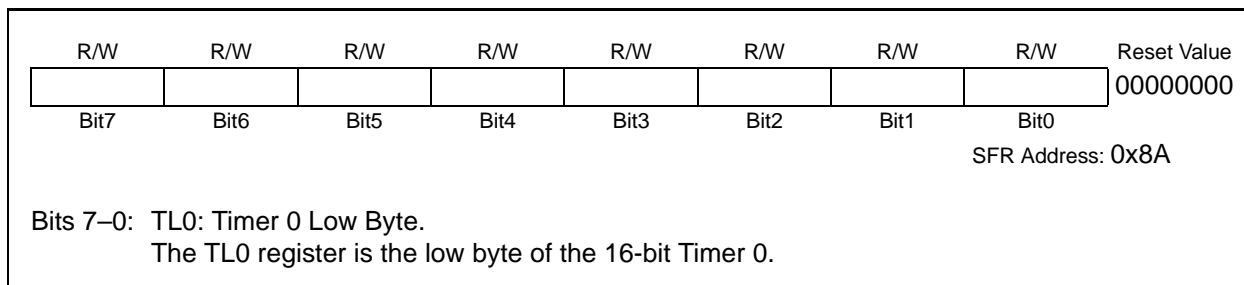 R/W R/W R/W R/W R/W R/W R/W R/W Reset Value
00000000
Bit7 Bit6 Bit5 Bit4 Bit3 Bit2 Bit1 Bit0
SFR Address: 0x8A
Bits 7–0: TL0: Timer 0 Low Byte.
The TL0 register is the low byte of the 16-bit Timer 0.